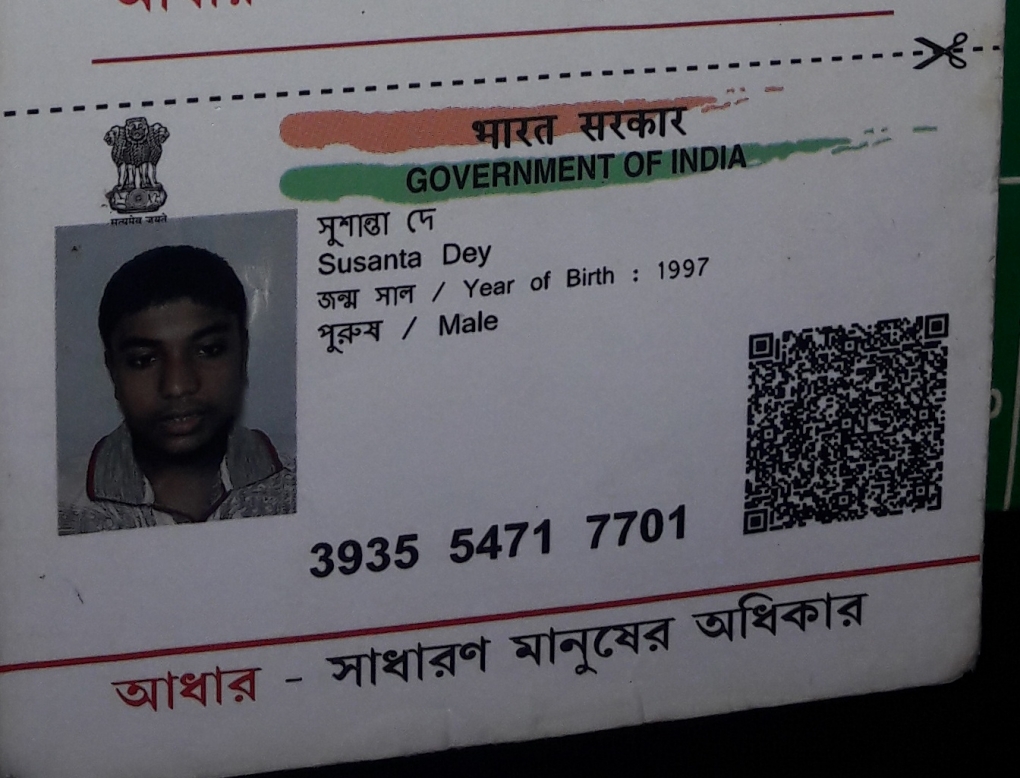 भारत सरकार
GOVERNMENT OF INDIA
सत्यमेव जयते
সুশান্তা দে
Susanta Dey
জন্ম সাল / Year of Birth : 1997
পুরুষ / Male
3935 5471 7701
আধার - সাধারণ মানুষের অধিকার